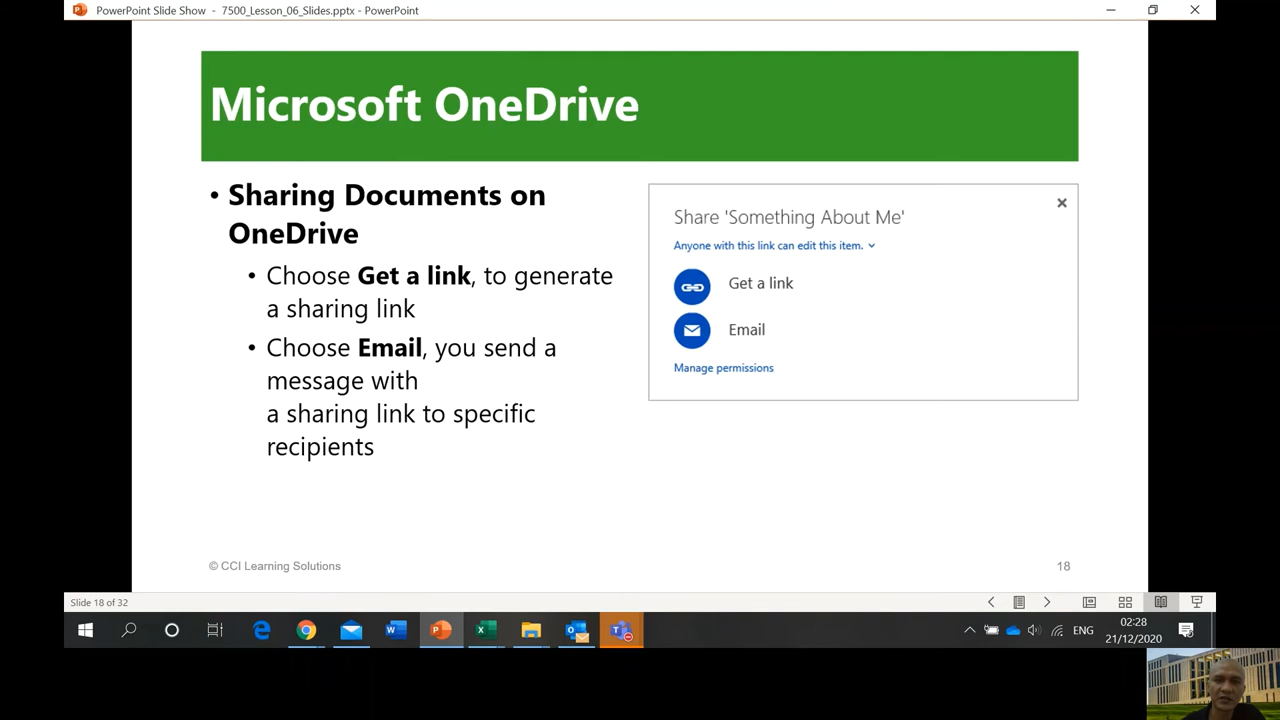 PowerPoint Slide Show - 7500_Lesson_06_Slides.pptx - PowerPoint
Microsoft OneDrive
• Sharing Documents on
OneDrive
• Choose Get a link, to generate
a sharing link
• Choose Email, you send a
message with
a sharing link to specific
recipients
Share 'Something About Me'
Anyone with this link can edit this item.
Get a link
Email
Manage permissions
© CCI Learning Solutions
18
Slide 18 of 32
ENG
02:28
21/12/2020